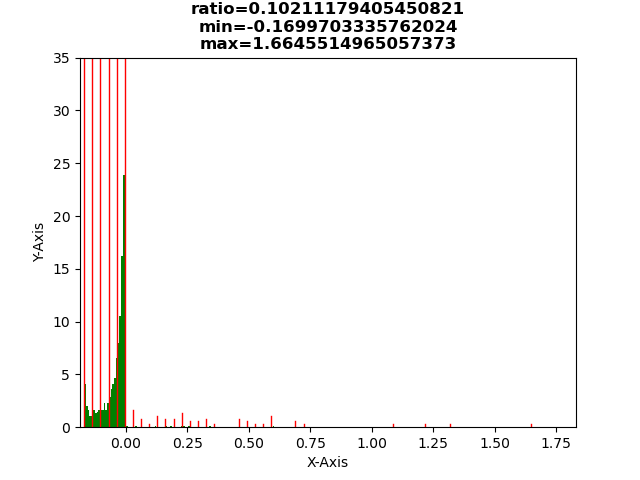 ratio=0.10211179405450821
min=-0.1699703335762024
max=1.6645514965057373
35
30
25
20
15
10
5
0
Y-Axis
0.00 0.25 0.50 0.75 1.00 1.25 1.50 1.75
X-Axis